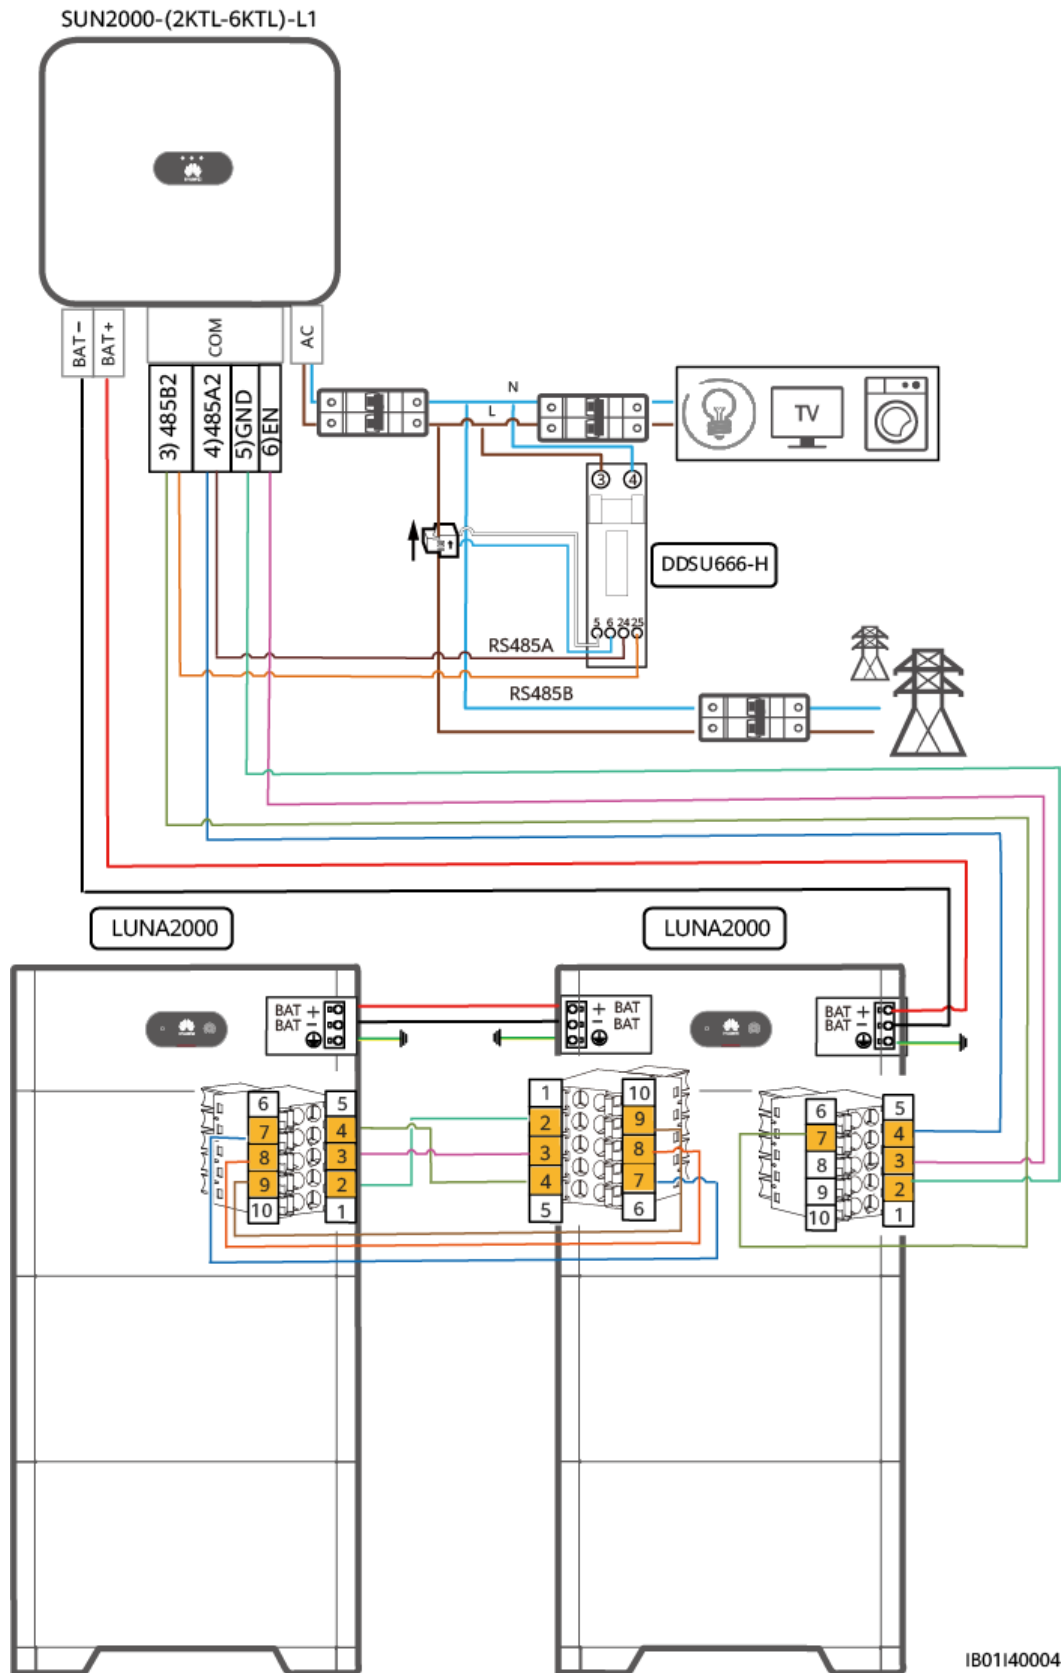 SUN2000-(2KTL-6KTL)-L1
BAT−
BAT+
COM
AC
3) 485B2
4)485A2
5)GND
6)EN
N
L
TV
3
4
DDSU666-H
5 6 24 25
RS485A
RS485B
LUNA2000
LUNA2000
BAT +
BAT −
+ BAT
− BAT
BAT +
BAT −
6
7
8
9
10
5
4
3
2
1
1
2
3
4
5
10
9
8
7
6
6
7
8
9
10
5
4
3
2
1
IB01I40004